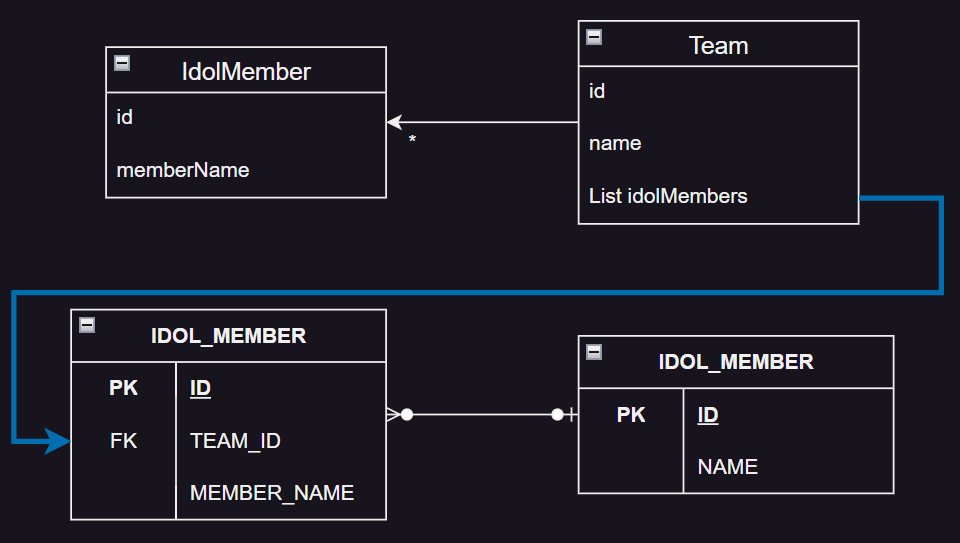 IdolMember
id
memberName
*
Team
id
name
List idolMembers
IDOL_MEMBER
PK ID
FK TEAM_ID
MEMBER_NAME
IDOL_MEMBER
PK ID
NAME